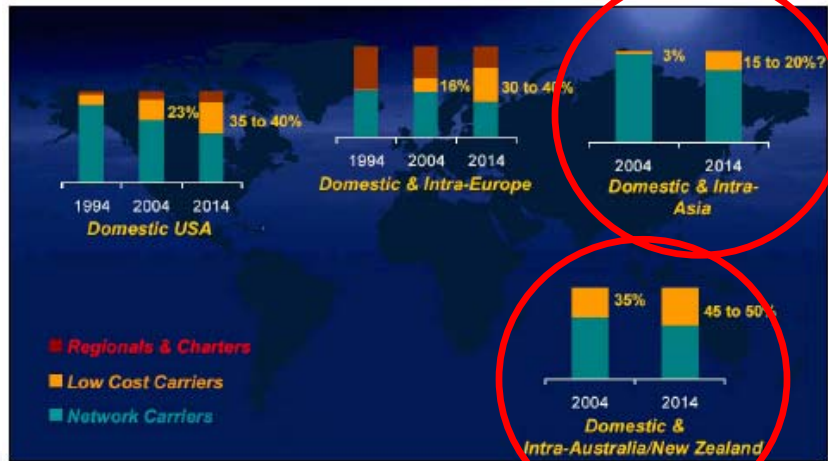 23%
35 to 40%
1994 2004 2014
Domestic USA
16%
30 to 40%
1994 2004 2014
Domestic & Intra-Europe
3%
15 to 20%?
2004 2014
Domestic & Intra-
Asia
35%
45 to 50%
2004 2014
Domestic &
Intra-Australia/New Zealand
Regionals & Charters
Low Cost Carriers
Network Carriers